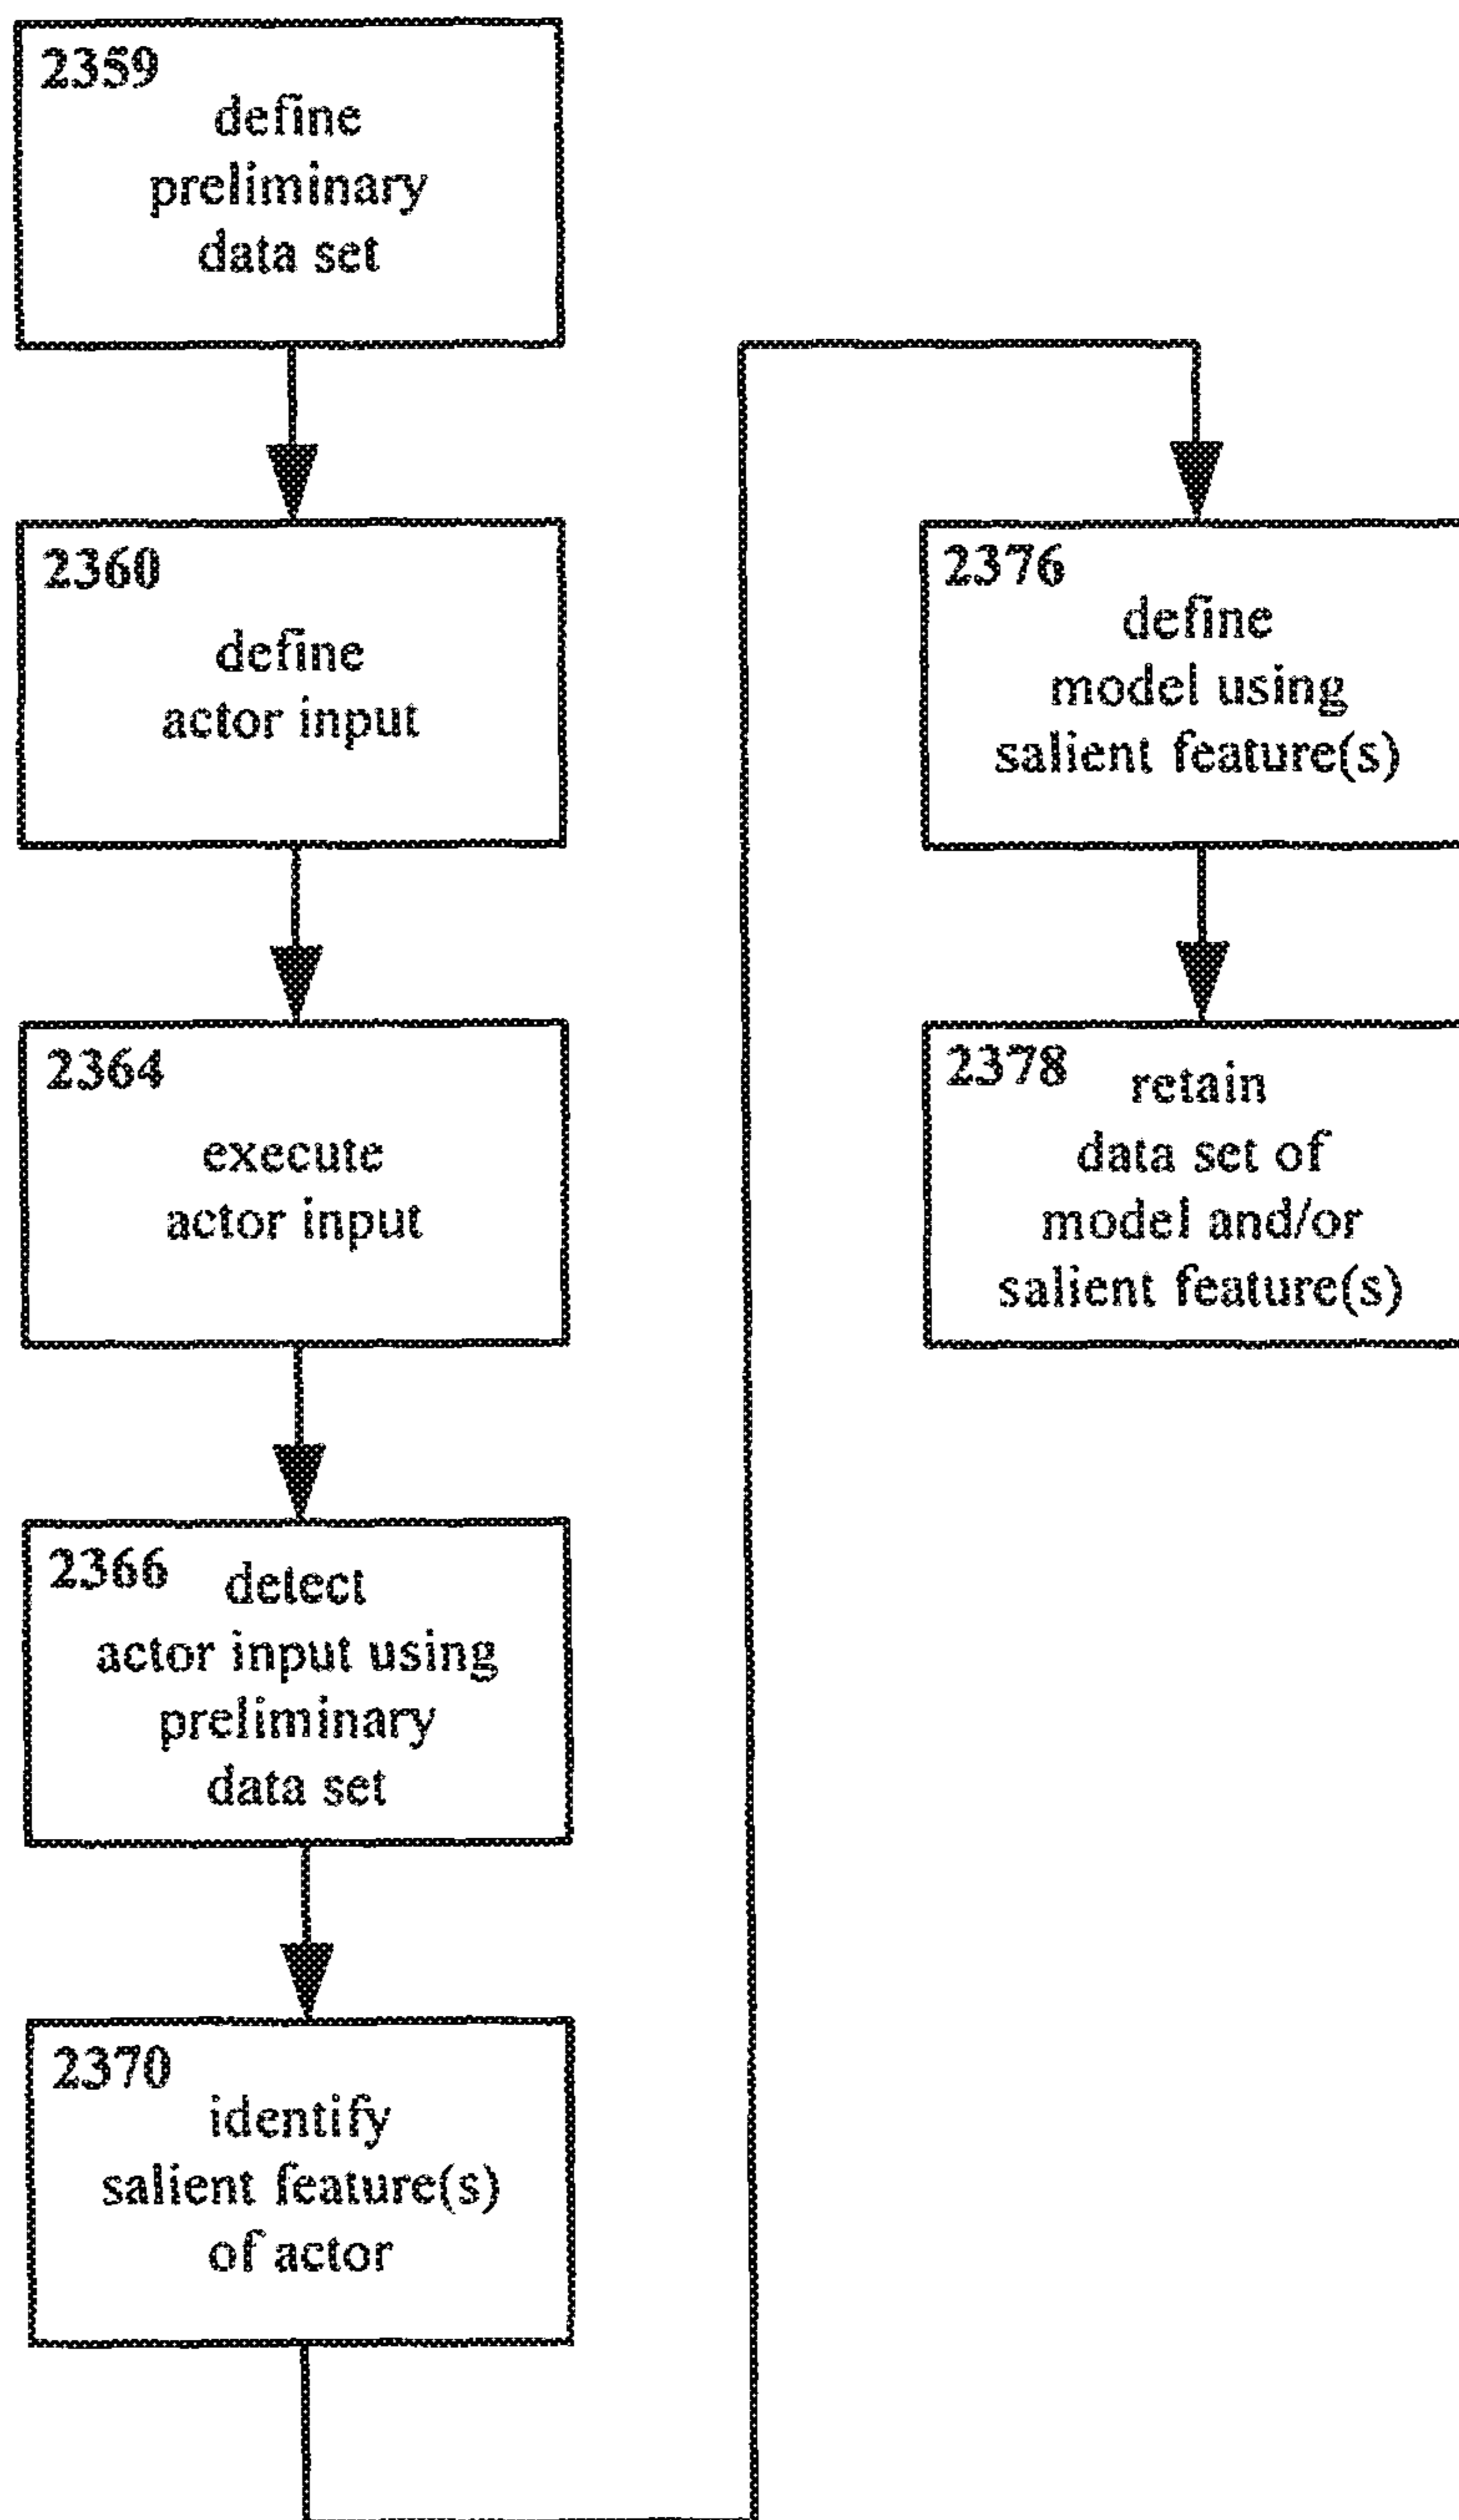 2359
define
preliminary
data set
2360
define
actor input
2364
execute
actor input
2366 detect
actor input using
preliminary
data set
2370
identify
salient feature(s)
of actor
2376
define
model using
salient feature(s)
2378 retain
data set of
model and/or
salient feature(s)